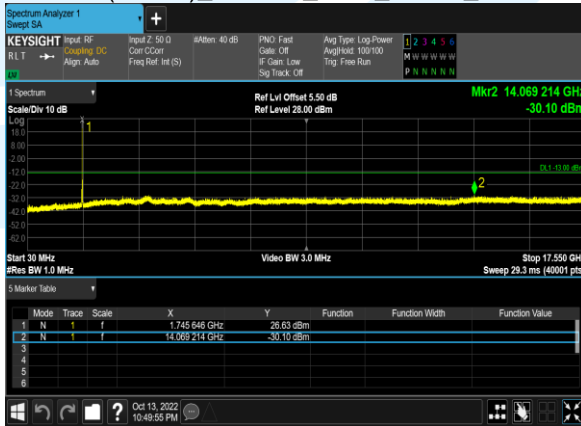 Spectrum Analyzer 1
Swept SA
+
KEYSIGHT Input: RF Input Z: 50 Ω #Atten: 40 dB PNO: Fast Avg Type: Log-Power 1 2 3 4 5 6
RLT Coupling: DC Corr CCorr Gate: Off Avg|Hold: 100/100 M W W W W W
Align: Auto Freq Ref: Int (S) IF Gain: Low Trig: Free Run
Sig Track: Off P N N N N N
1 Spectrum Ref Lvl Offset 5.50 dB Mkr2 14.069 214 GHz
Scale/Div 10 dB Ref Level 28.00 dBm -30.10 dBm
Log
18.0 1
8.00
-2.00
-12.0 DL1 -13.00 dBm
-22.0 2
-32.0
-42.0
-52.0
-62.0
Start 30 MHz Video BW 3.0 MHz Stop 17.550 GH
#Res BW 1.0 MHz Sweep 29.3 ms (40001 pts
5 Marker Table
Mode Trace Scale X Y Function Function Width Function Value
1 N 1 f 1.745 646 GHz 26.63 dBm
2 N 1 f 14.069 214 GHz -30.10 dBm
3
4
5
6
? Oct 13, 2022
10:49:55 PM